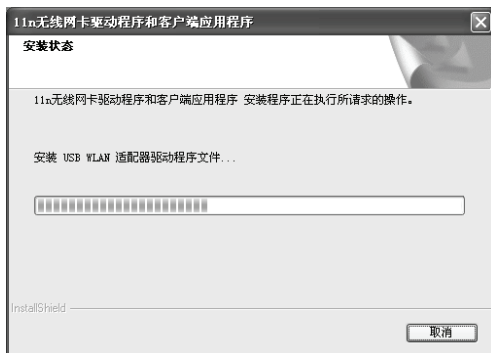 11n无线网卡驱动程序和客户端应用程序
安装状态
11n无线网卡驱动程序和客户端应用程序 安装程序正在执行所请求的操作。
安装 USB WLAN 适配器驱动程序文件...
InstallShield
取消